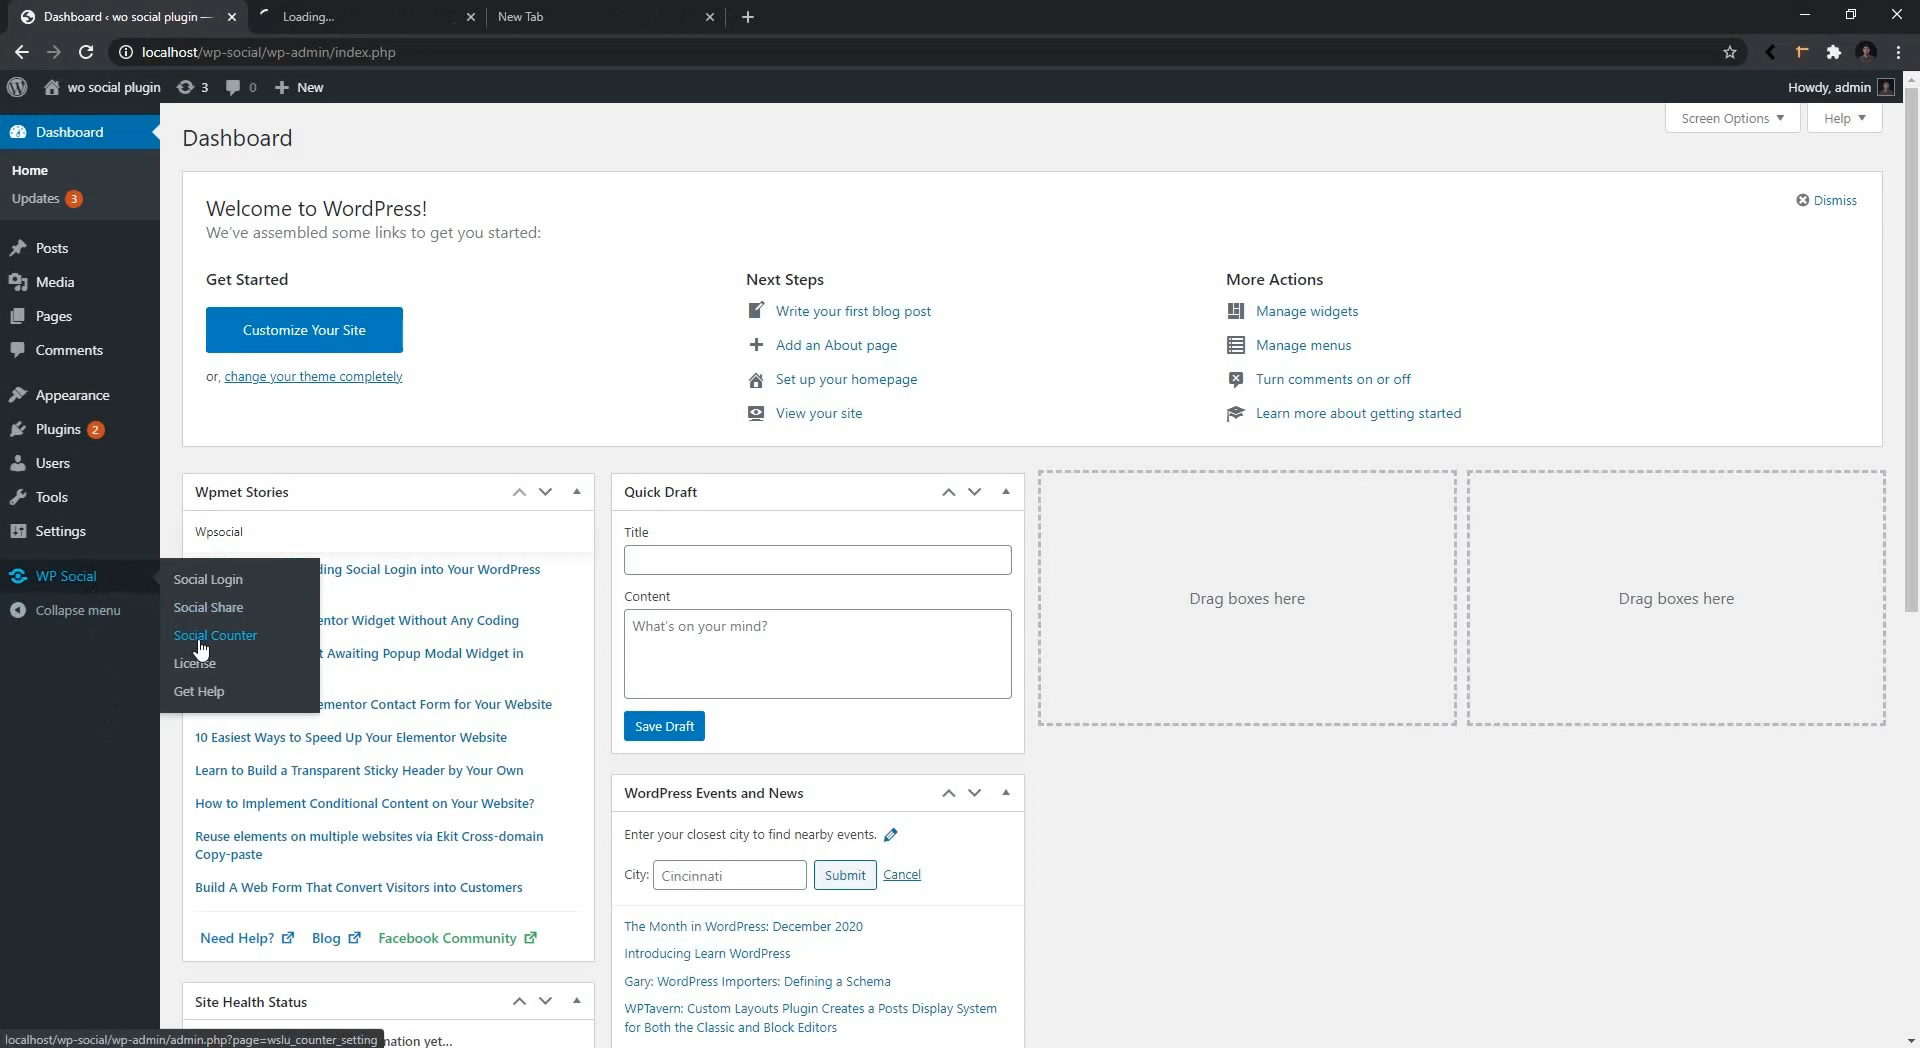 Dashboard ‹ wo social plugin —
Loading...
New Tab
localhost/wp-social/wp-admin/index.php
wo social plugin
3
0
New
Howdy, admin
Dashboard
Home
Updates 3
Posts
Media
Pages
Comments
Appearance
Plugins 2
Users
Tools
Settings
WP Social
Collapse menu
Social Login
Social Share
Social Counter
License
Get Help
Dashboard
Screen Options
Help
Welcome to WordPress!
We've assembled some links to get you started:
Dismiss
Get Started
Customize Your Site
or, change your theme completely
Next Steps
Write your first blog post
Add an About page
Set up your homepage
View your site
More Actions
Manage widgets
Manage menus
Turn comments on or off
Learn more about getting started
Wpmet Stories
Wpsocial
ing Social Login into Your WordPress
entor Widget Without Any Coding
t Awaiting Popup Modal Widget in
ementor Contact Form for Your Website
10 Easiest Ways to Speed Up Your Elementor Website
Learn to Build a Transparent Sticky Header by Your Own
How to Implement Conditional Content on Your Website?
Reuse elements on multiple websites via Ekit Cross-domain
Copy-paste
Build A Web Form That Convert Visitors into Customers
Need Help?
Blog
Facebook Community
Site Health Status
mation yet...
Quick Draft
Title
Content
What's on your mind?
Save Draft
WordPress Events and News
Enter your closest city to find nearby events.
City: Cincinnati
Submit
Cancel
The Month in WordPress: December 2020
Introducing Learn WordPress
Gary: WordPress Importers: Defining a Schema
WPTavern: Custom Layouts Plugin Creates a Posts Display System
for Both the Classic and Block Editors
Drag boxes here
Drag boxes here
localhost/wp-social/wp-admin/admin.php?page=wslu_counter_setting